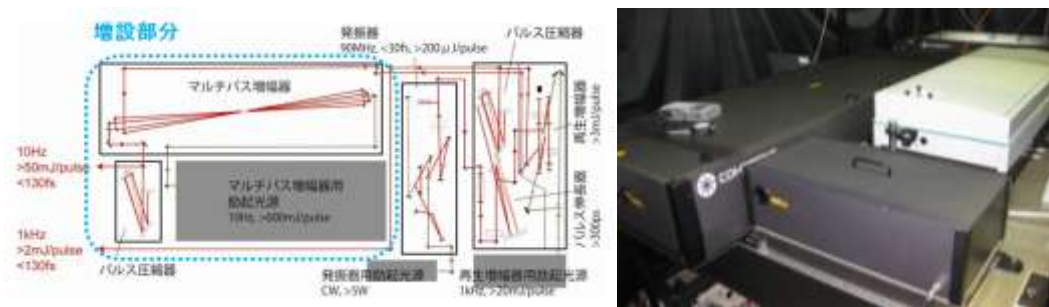 増設部分
発振器
90MHz, <30fs, >200μJ/pulse
パルス圧縮器
マルチパス増幅器
再生増幅器
>3mJ/pulse
10Hz
>50mJ/pulse
<130fs
マルチパス増幅器用
励起光源
10Hz, >600mJ/pulse
パルス伸張器
>300ps
1kHz
>2mJ/pulse
<130fs
パルス圧縮器
発振器用励起光源
CW, >5W
再生増幅器用励起光源
1kHz, >20mJ/pulse